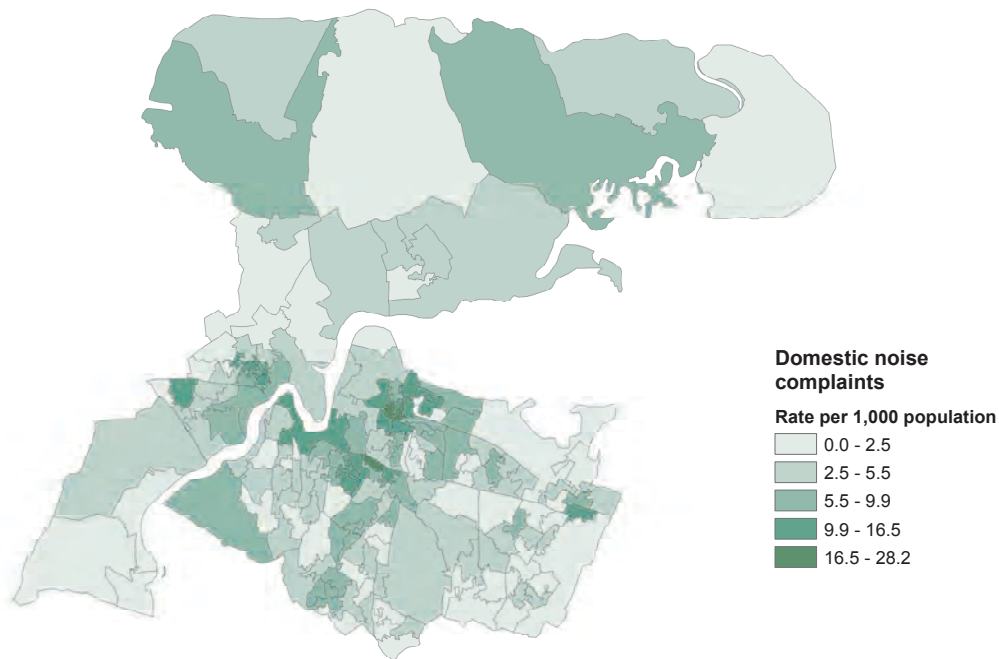 Domestic noise
complaints
Rate per 1,000 population
0.0 - 2.5
2.5 - 5.5
5.5 - 9.9
9.9 - 16.5
16.5 - 28.2